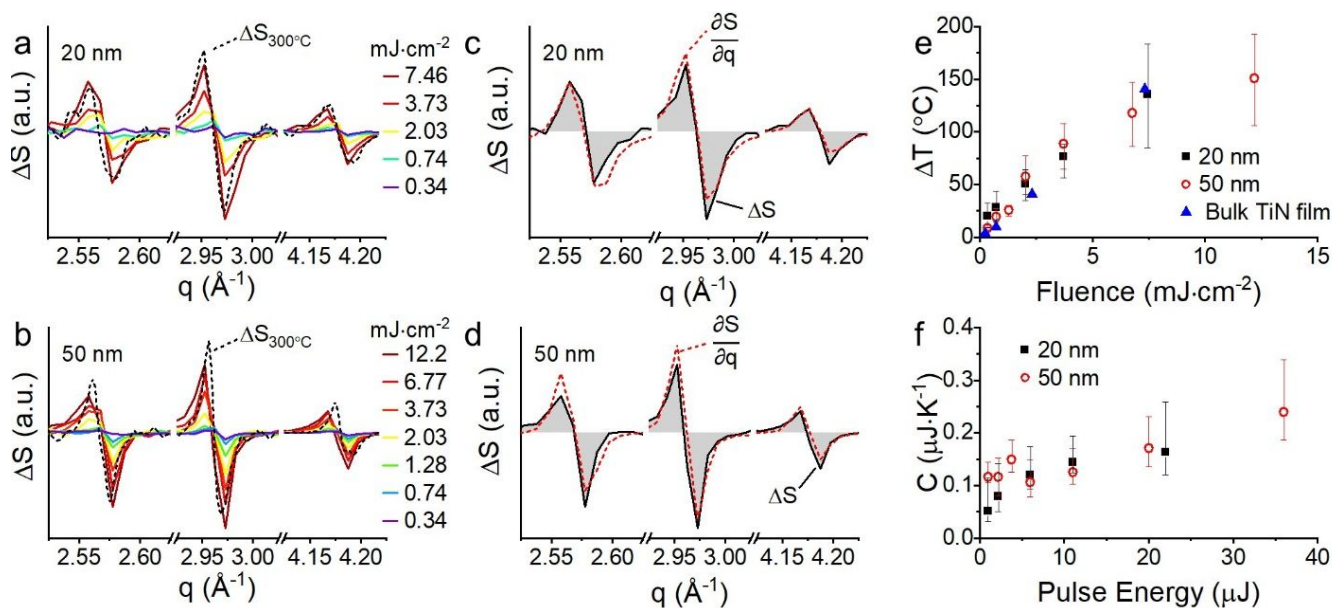 a
20 nm
ΔS300°C
mJ·cm-2
7.46
3.73
2.03
0.74
0.34
ΔS (a.u.)
2.55 2.60 2.95 3.00 4.15 4.20
q (Å-1)
b
50 nm
ΔS300°C
mJ·cm-2
12.2
6.77
3.73
2.03
1.28
0.74
0.34
ΔS (a.u.)
2.55 2.60 2.95 3.00 4.15 4.20
q (Å-1)
c
20 nm
∂S
∂q
ΔS
ΔS (a.u.)
2.55 2.60 2.95 3.00 4.15 4.20
q (Å-1)
d
50 nm
∂S
∂q
ΔS
ΔS (a.u.)
2.55 2.60 2.95 3.00 4.15 4.20
q (Å-1)
e
ΔT (°C)
200
150
100
50
0
20 nm
50 nm
Bulk TiN film
0 5 10 15
Fluence (mJ·cm-2)
f
C (μJ·K-1)
0.4
0.3
0.2
0.1
0.0
20 nm
50 nm
0 10 20 30 40
Pulse Energy (μJ)